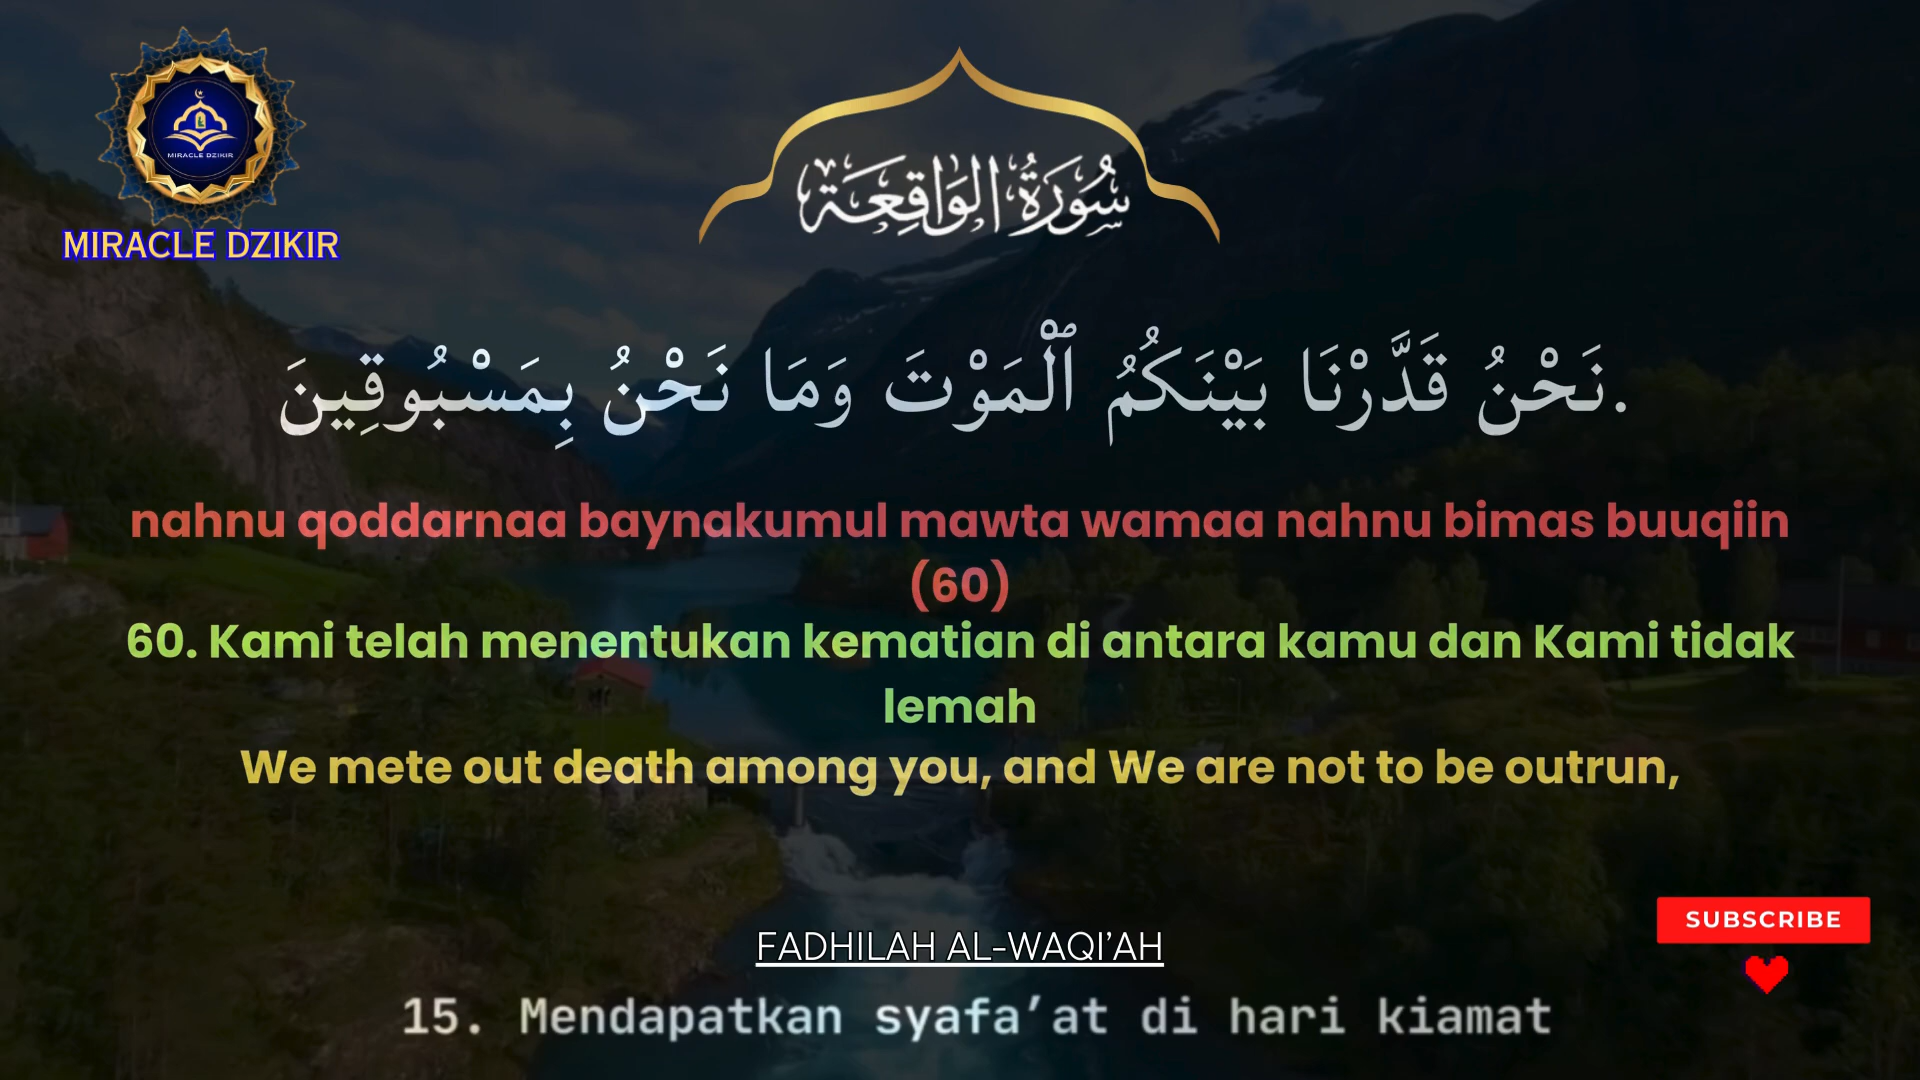 MIRACLE DZIKIR
MIRACLE DZIKIR
سُورَةُ الوَاقِعَة
نَحْنُ قَدَّرْنَا بَيْنَكُمُ ٱلْمَوْتَ وَمَا نَحْنُ بِمَسْبُوقِينَ.
nahnu qoddarnaa baynakumul mawta wamaa nahnu bimas buuqiin
(60)
60. Kami telah menentukan kematian di antara kamu dan Kami tidak
lemah
We mete out death among you, and We are not to be outrun,
SUBSCRIBE
FADHILAH AL-WAQI’AH
15. Mendapatkan syafa’at di hari kiamat